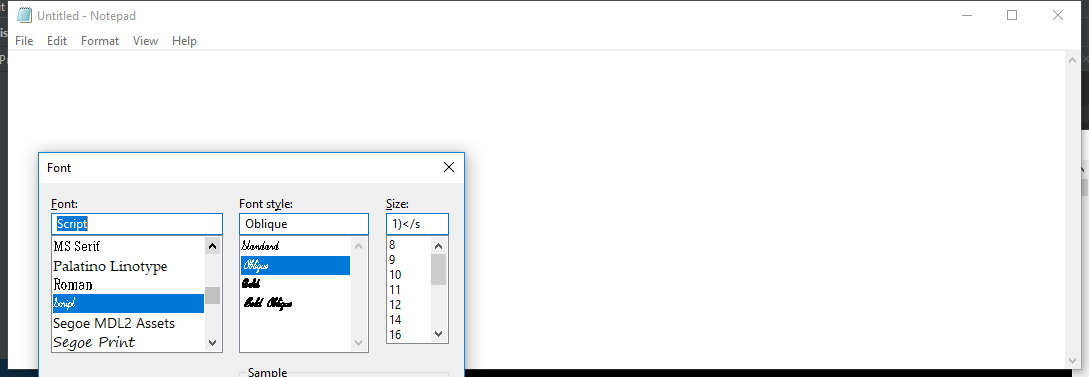 Untitled - Notepad
File Edit Format View Help
Font
Font: Font style: Size:
Script Oblique 1)</s
MS Serif Standard 8
Palatino Linotype Oblique 9
Roman Bold 10
Script Bold Oblique 11
Segoe MDL2 Assets 12
Segoe Print 14
16
Sample